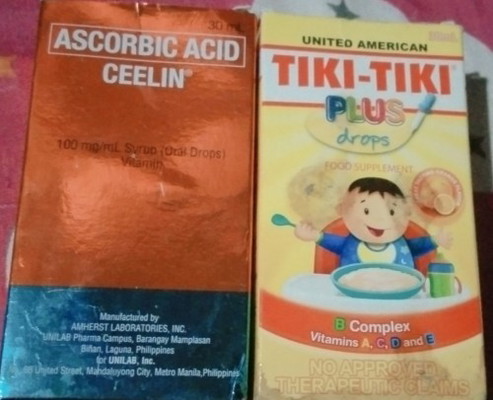 30 mL
ASCORBIC ACID
CEELIN®
100 mg/mL Syrup (Oral Drops)
Vitamin
Manufactured by
AMHERST LABORATORIES, INC.
UNILAB Pharma Campus, Barangay Mamplasan
Biñan, Laguna, Philippines
for UNILAB, Inc.
United Street, Mandaluyong City, Metro Manila, Philippines
UNITED AMERICAN
TIKI-TIKI®
PLUS
drops
FOOD SUPPLEMENT
B Complex
Vitamins A, C, D and E
NO APPROVED
THERAPEUTIC CLAIMS